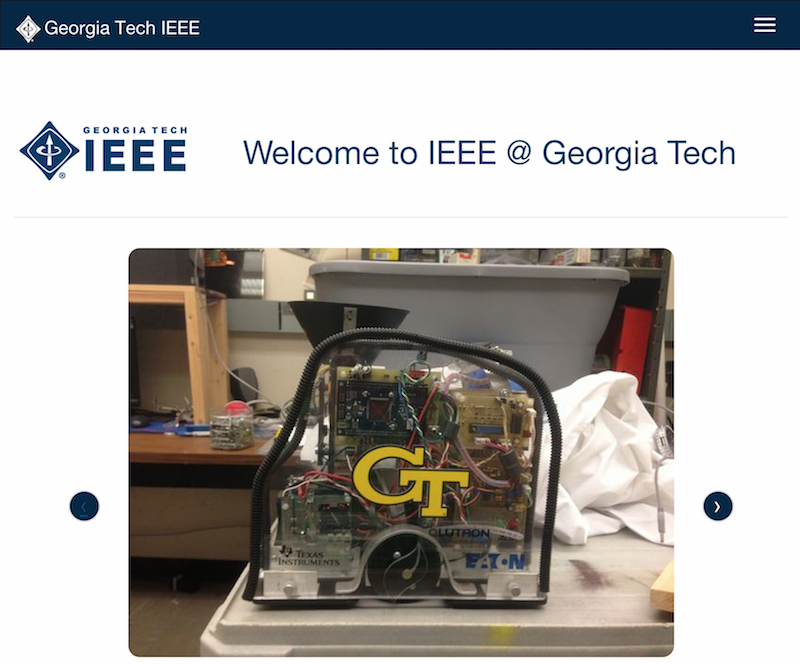 Georgia Tech IEEE
GEORGIA TECH
IEEE
®
Welcome to IEEE @ Georgia Tech
GT
LUTRON
TEXAS
INSTRUMENTS
EATON